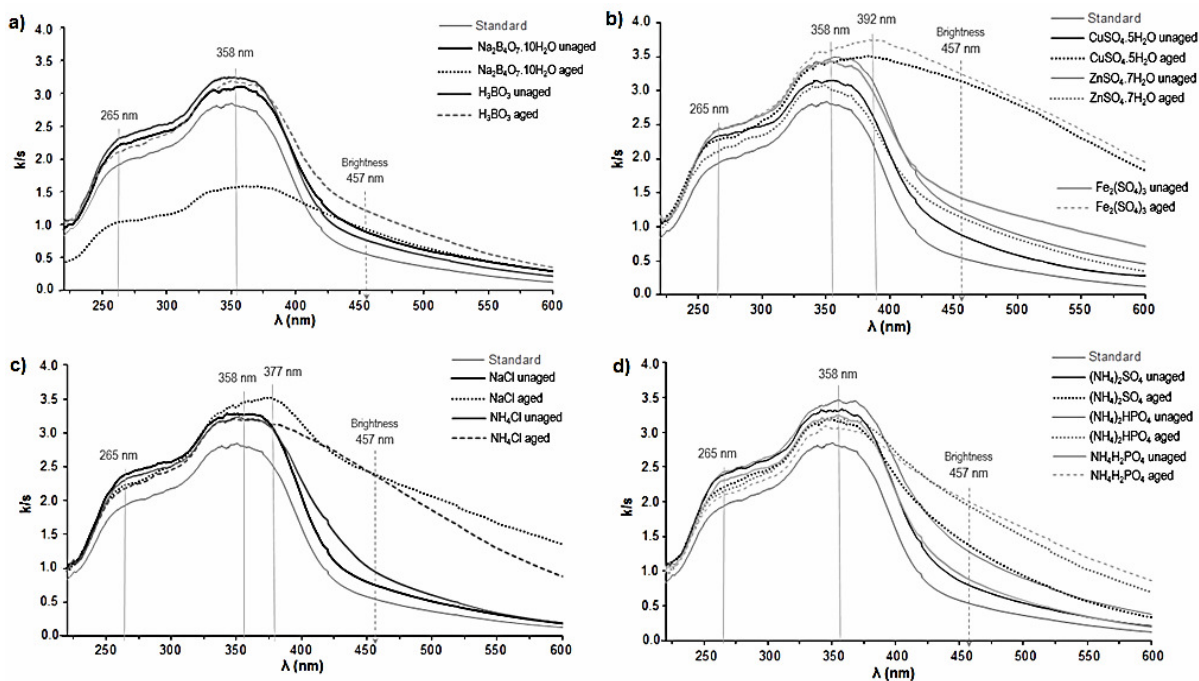 a)
4.0
3.5
3.0
2.5
2.0
1.5
1.0
0.5
0.0
k/s
250 300 350 400 450 500 550 600
λ (nm)
265 nm
358 nm
Brightness
457 nm
Standard
Na₂B₄O₇.10H₂O unaged
Na₂B₄O₇.10H₂O aged
H₃BO₃ unaged
H₃BO₃ aged
b)
4.0
3.5
3.0
2.5
2.0
1.5
1.0
0.5
0.0
k/s
250 300 350 400 450 500 550 600
λ (nm)
265 nm
358 nm
392 nm
Brightness
457 nm
Standard
CuSO₄.5H₂O unaged
CuSO₄.5H₂O aged
ZnSO₄.7H₂O unaged
ZnSO₄.7H₂O aged
Fe₂(SO₄)₃ unaged
Fe₂(SO₄)₃ aged
c)
4.0
3.5
3.0
2.5
2.0
1.5
1.0
0.5
0.0
k/s
250 300 350 400 450 500 550 600
λ (nm)
265 nm
358 nm
377 nm
Brightness
457 nm
Standard
NaCl unaged
NaCl aged
NH₄Cl unaged
NH₄Cl aged
d)
4.0
3.5
3.0
2.5
2.0
1.5
1.0
0.5
0.0
k/s
250 300 350 400 450 500 550 600
λ (nm)
265 nm
358 nm
Brightness
457 nm
Standard
(NH₄)₂SO₄ unaged
(NH₄)₂SO₄ aged
(NH₄)₂HPO₄ unaged
(NH₄)₂HPO₄ aged
NH₄H₂PO₄ unaged
NH₄H₂PO₄ aged